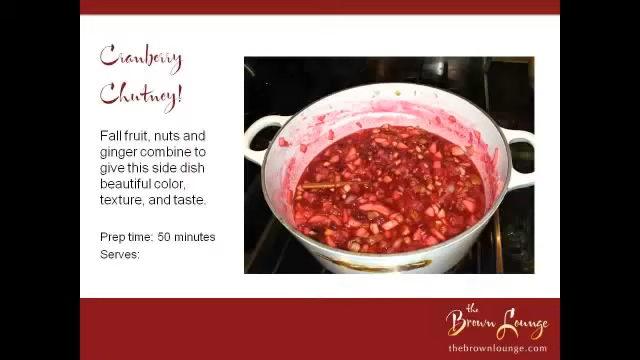 Cranberry
Chutney!
Fall fruit, nuts and
ginger combine to
give this side dish
beautiful color,
texture, and taste.
Prep time: 50 minutes
Serves:
the
Brown Lounge
thebrownlounge.com